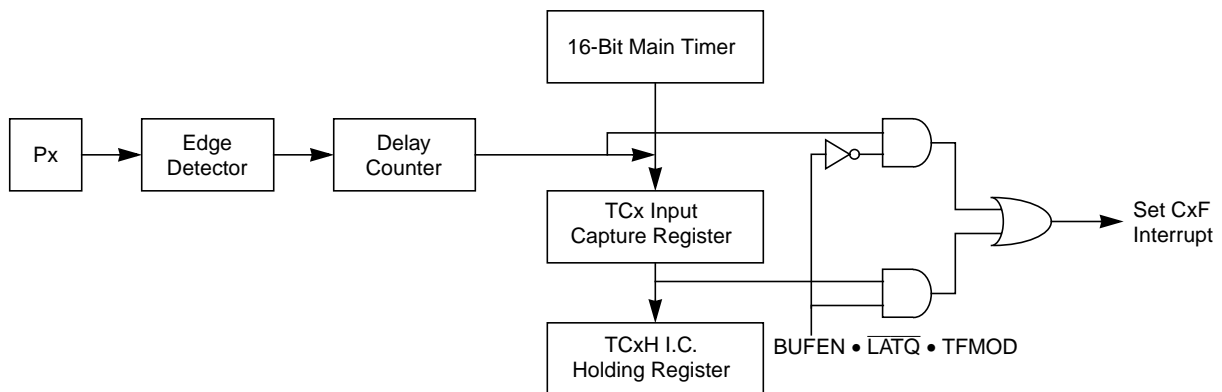 16-Bit Main Timer
Px
Edge
Detector
Delay
Counter
TCx Input
Capture Register
Set CxF
Interrupt
TCxH I.C.
Holding Register
BUFEN • L̅A̅T̅Q̅ • TFMOD